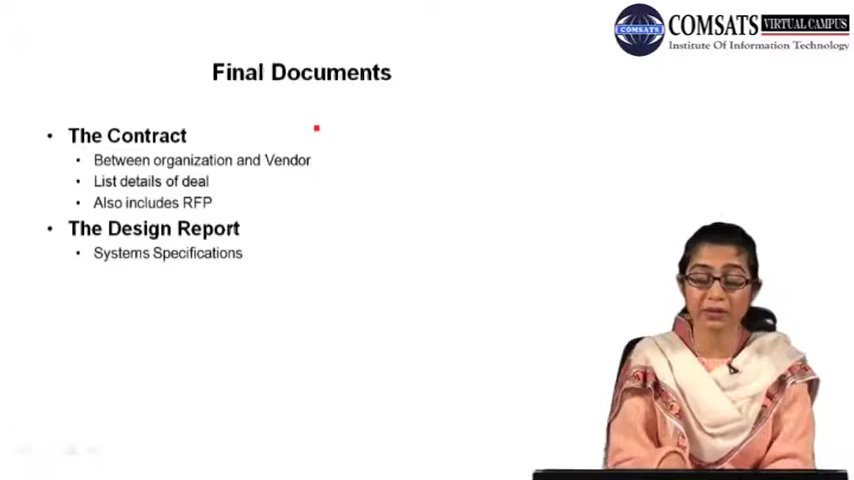 COMSATS VIRTUAL CAMPUS
COMSATS
Institute Of Information Technology
Final Documents
• The Contract
• Between organization and Vendor
• List details of deal
• Also includes RFP
• The Design Report
• Systems Specifications